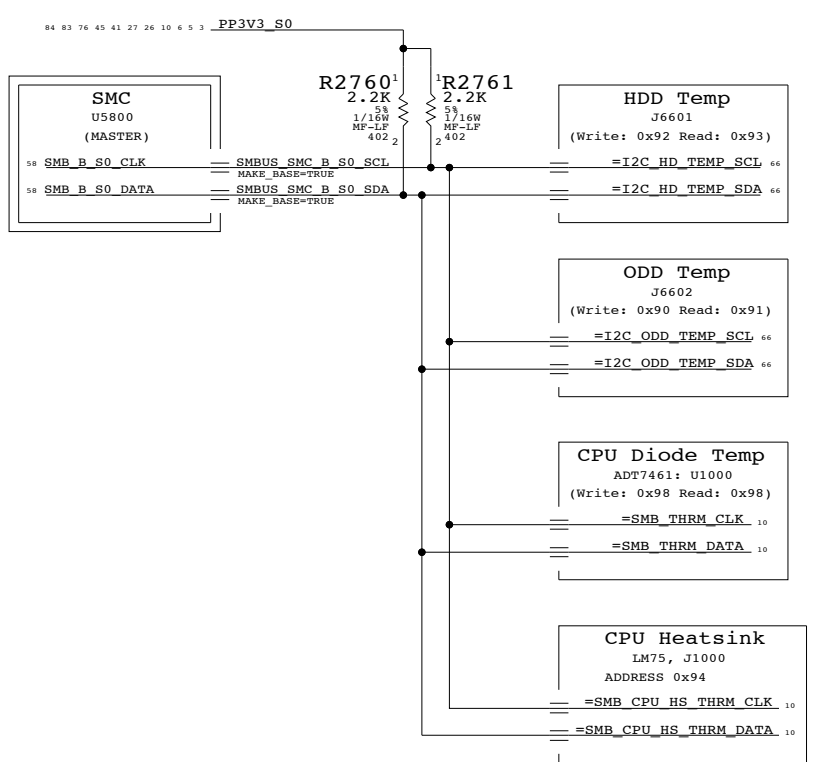 84 83 76 45 41 27 26 10 6 5 3 PP3V3_S0
R2760 1
2.2K
5%
1/16W
MF-LF
402
2
1 R2761
2.2K
5%
1/16W
MF-LF
402
2
SMC
U5800
(MASTER)
58 SMB_B_S0_CLK
SMBUS_SMC_B_S0_SCL
MAKE_BASE=TRUE
58 SMB_B_S0_DATA
SMBUS_SMC_B_S0_SDA
MAKE_BASE=TRUE
HDD Temp
J6601
(Write: 0x92 Read: 0x93)
=I2C_HD_TEMP_SCL 66
=I2C_HD_TEMP_SDA 66
ODD Temp
J6602
(Write: 0x90 Read: 0x91)
=I2C_ODD_TEMP_SCL 66
=I2C_ODD_TEMP_SDA 66
CPU Diode Temp
ADT7461: U1000
(Write: 0x98 Read: 0x98)
=SMB_THRM_CLK 10
=SMB_THRM_DATA 10
CPU Heatsink
LM75, J1000
ADDRESS 0x94
=SMB_CPU_HS_THRM_CLK 10
=SMB_CPU_HS_THRM_DATA 10